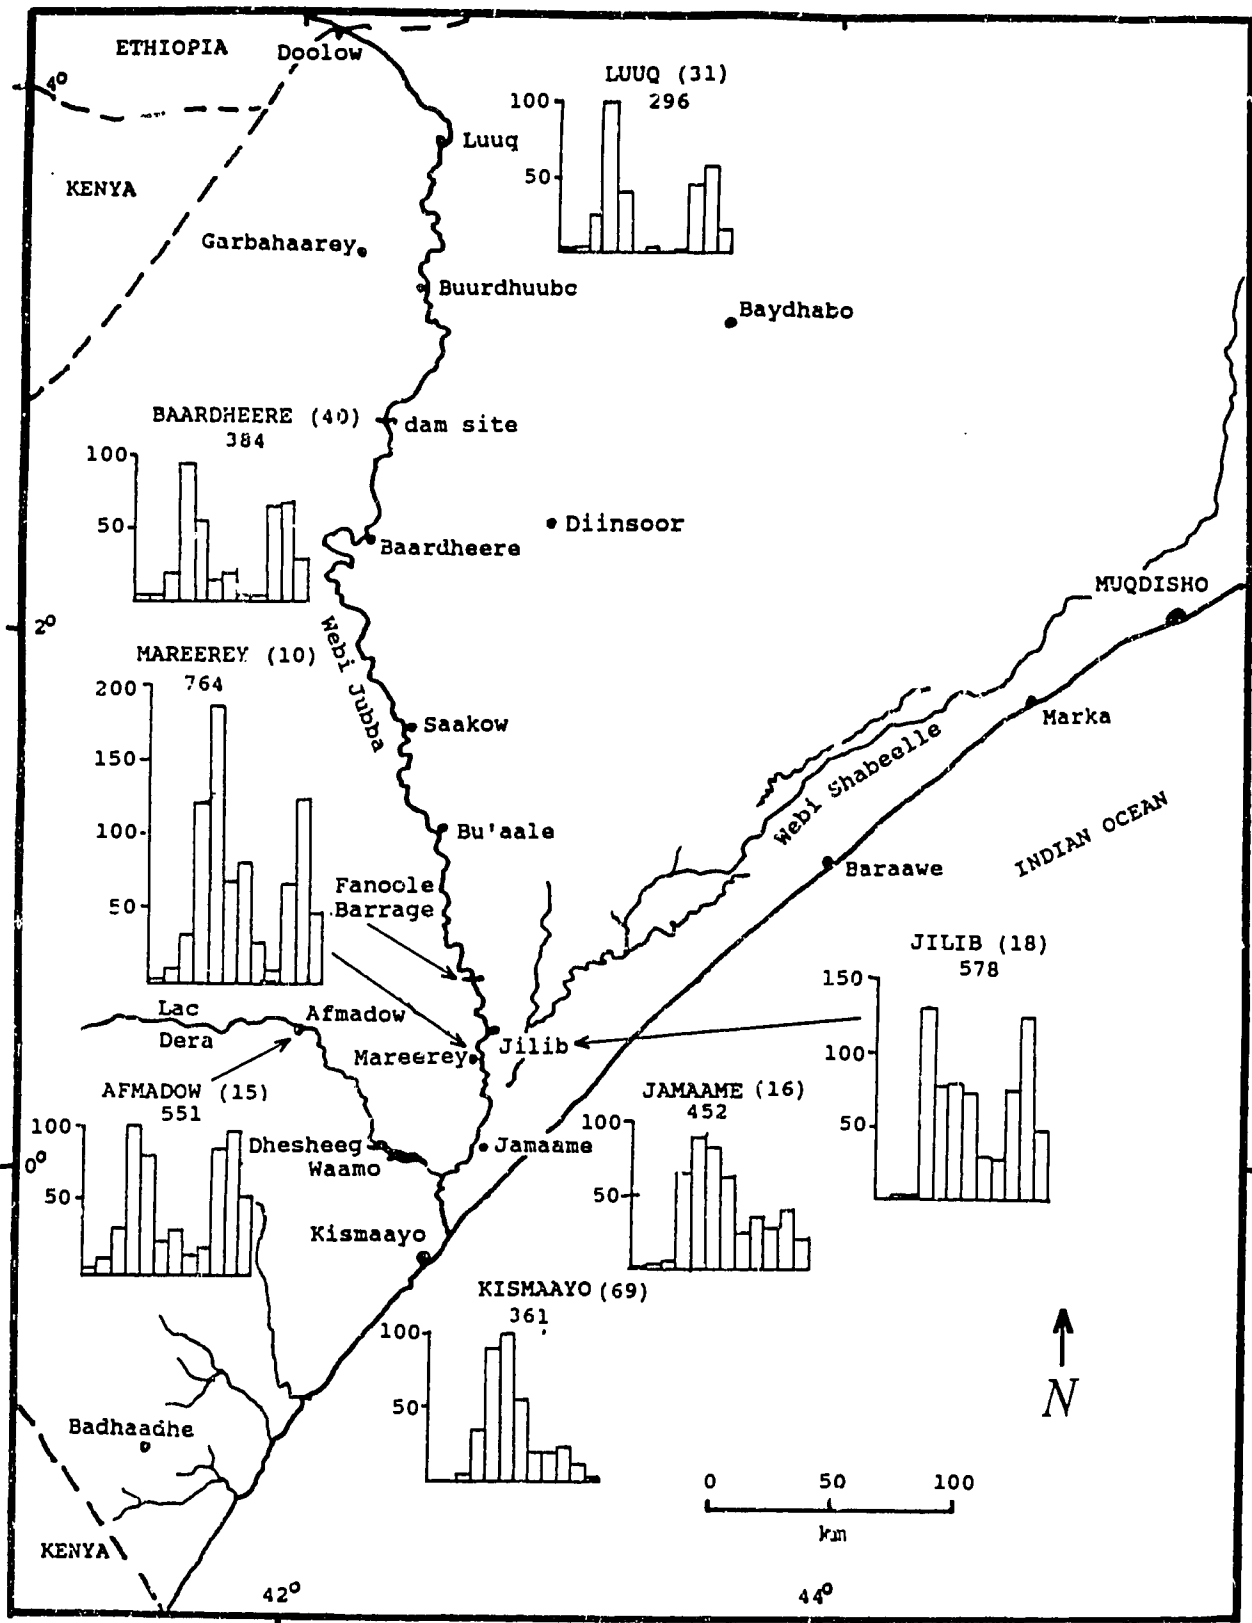 ETHIOPIA
Doolow
4°
LUUQ (31)
296
100
50
Luuq
KENYA
Garbahaarey
Buurdhuubo
Baydhabo
BAARDHEERE (40)
384
100
50
dam site
Diinsoor
Baardheere
MUQDISHO
2°
Webi Jubba
MAREEREY (10)
764
200
150
100
50
Saakow
Marka
Webi Shabeelle
INDIAN OCEAN
Bu'aale
Baraawe
Fanoole
Barrage
JILIB (18)
578
150
100
50
Lac
Dera
Afmadow
Mareerey
Jilib
AFMADOW (15)
551
100
50
JAMAAME (16)
452
100
50
Dhesheeg
Waamo
Jamaame
0°
Kismaayo
KISMAAYO (69)
361
100
50
N
Badhaadhe
0 50 100
km
KENYA
42°
44°